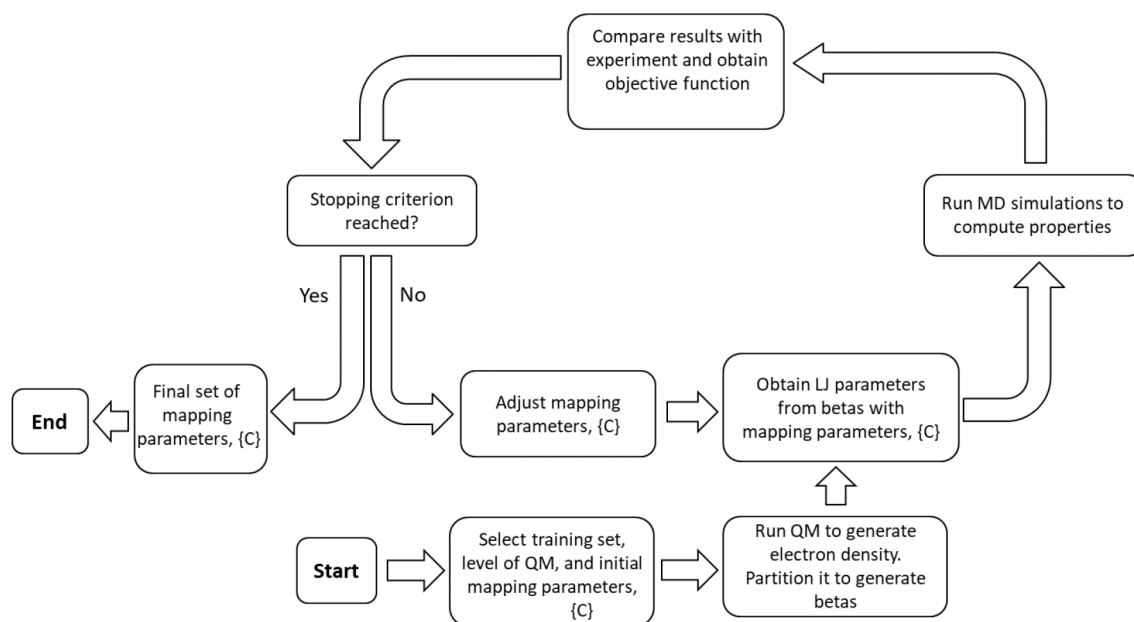 Compare results with
experiment and obtain
objective function
Stopping criterion
reached?
Run MD simulations to
compute properties
Yes
No
End
Final set of
mapping
parameters, {C}
Adjust mapping
parameters, {C}
Obtain LJ parameters
from betas with
mapping parameters, {C}
Start
Select training set,
level of QM, and initial
mapping parameters,
{C}
Run QM to generate
electron density.
Partition it to generate
betas